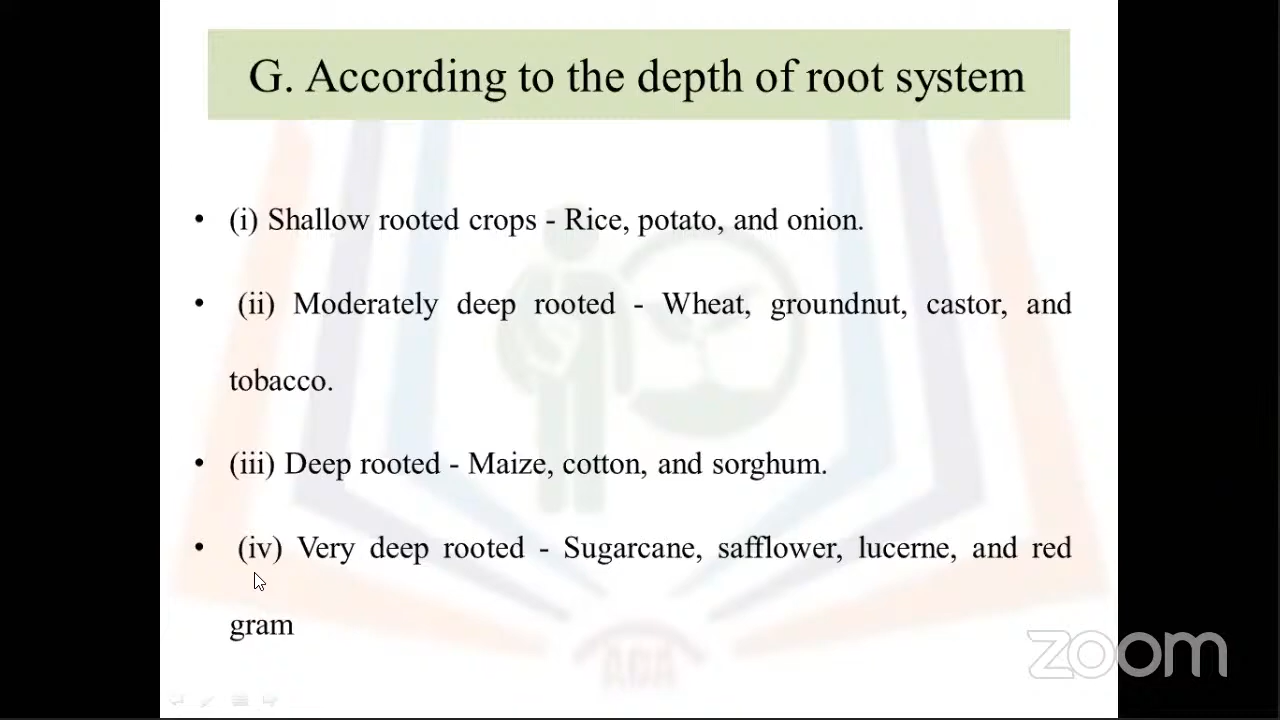 G. According to the depth of root system
• (i) Shallow rooted crops - Rice, potato, and onion.
• (ii) Moderately deep rooted - Wheat, groundnut, castor, and
tobacco.
• (iii) Deep rooted - Maize, cotton, and sorghum.
• (iv) Very deep rooted - Sugarcane, safflower, lucerne, and red
gram
AOA
zoom